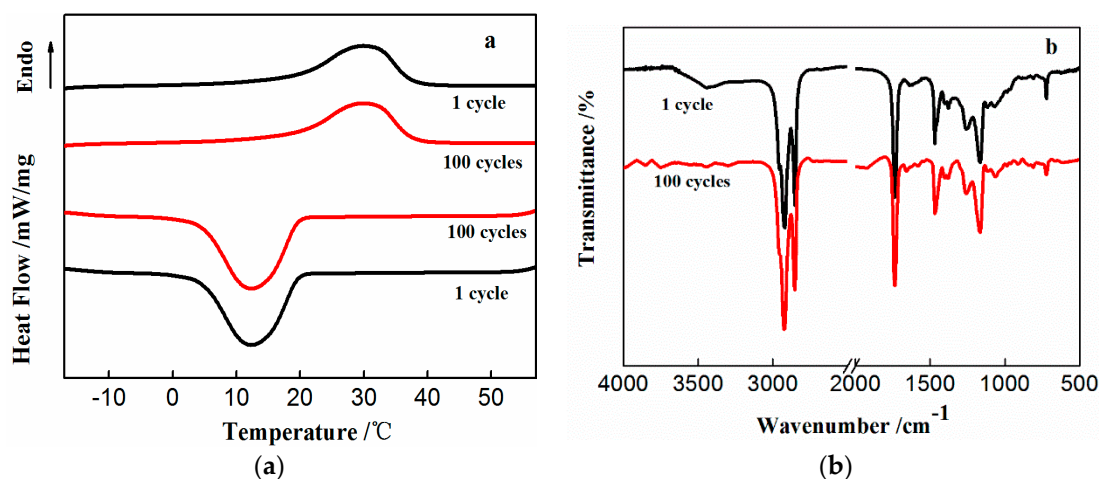 a
Endo
1 cycle
100 cycles
100 cycles
1 cycle
Heat Flow /mW/mg
-10 0 10 20 30 40 50
Temperature /℃
(a)
b
1 cycle
100 cycles
Transmittance /%
4000 3500 3000 2000 1500 1000 500
Wavenumber /cm⁻¹
(b)